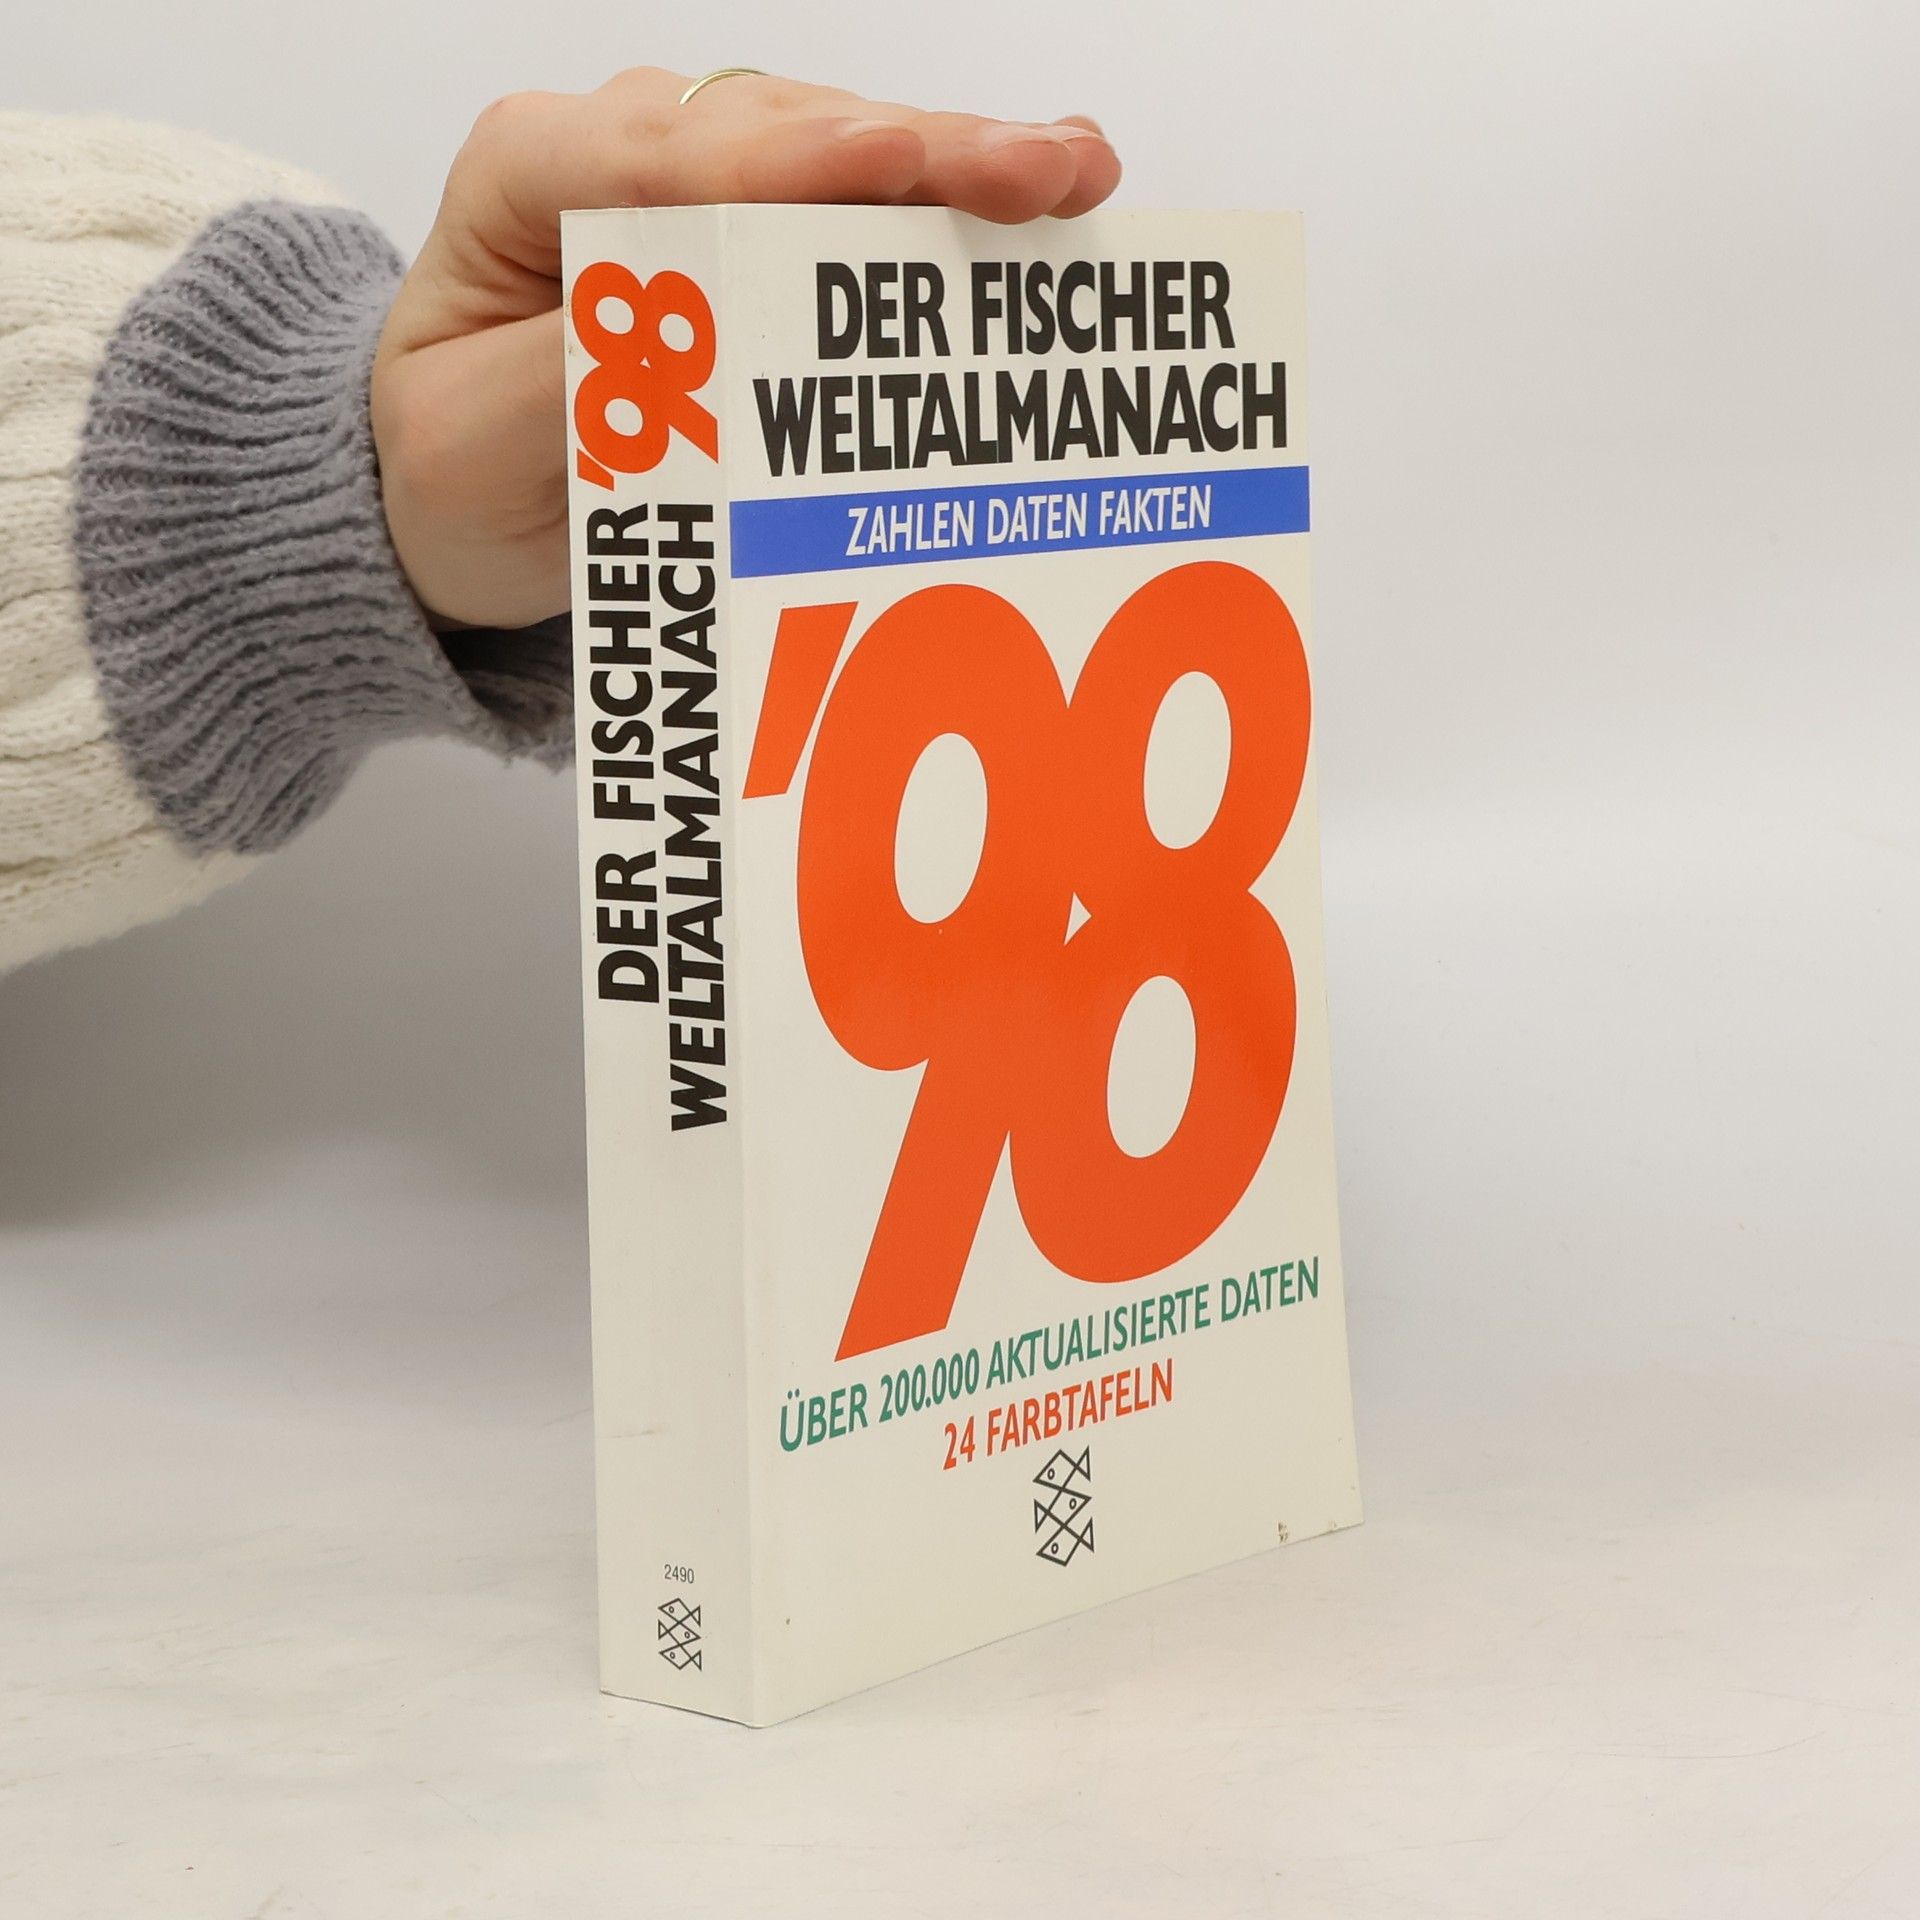 DER FISCHER
WELTALMANACH
'98
2490
DER FISCHER
WELTALMANACH
ZAHLEN DATEN FAKTEN
'98
ÜBER 200.000 AKTUALISIERTE DATEN
24 FARBTAFELN